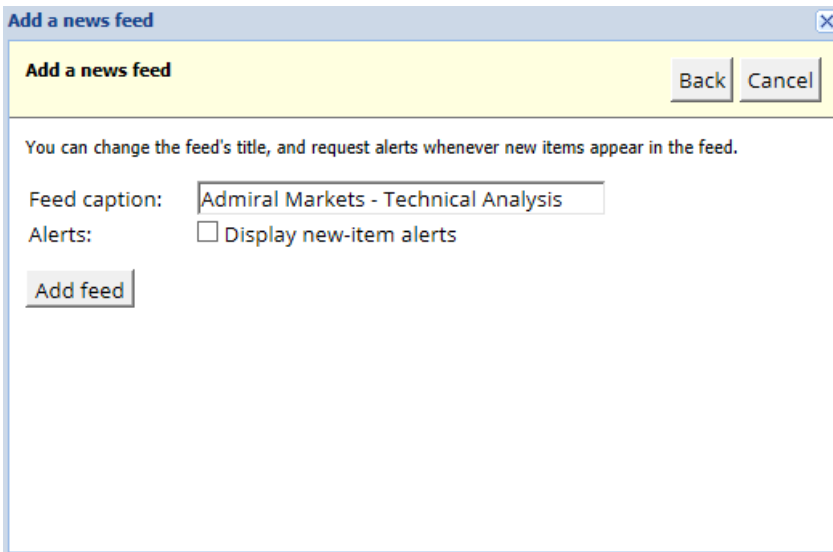 Add a news feed
Add a news feed
Back Cancel
You can change the feed's title, and request alerts whenever new items appear in the feed.
Feed caption: Admiral Markets - Technical Analysis
Alerts: Display new-item alerts
Add feed